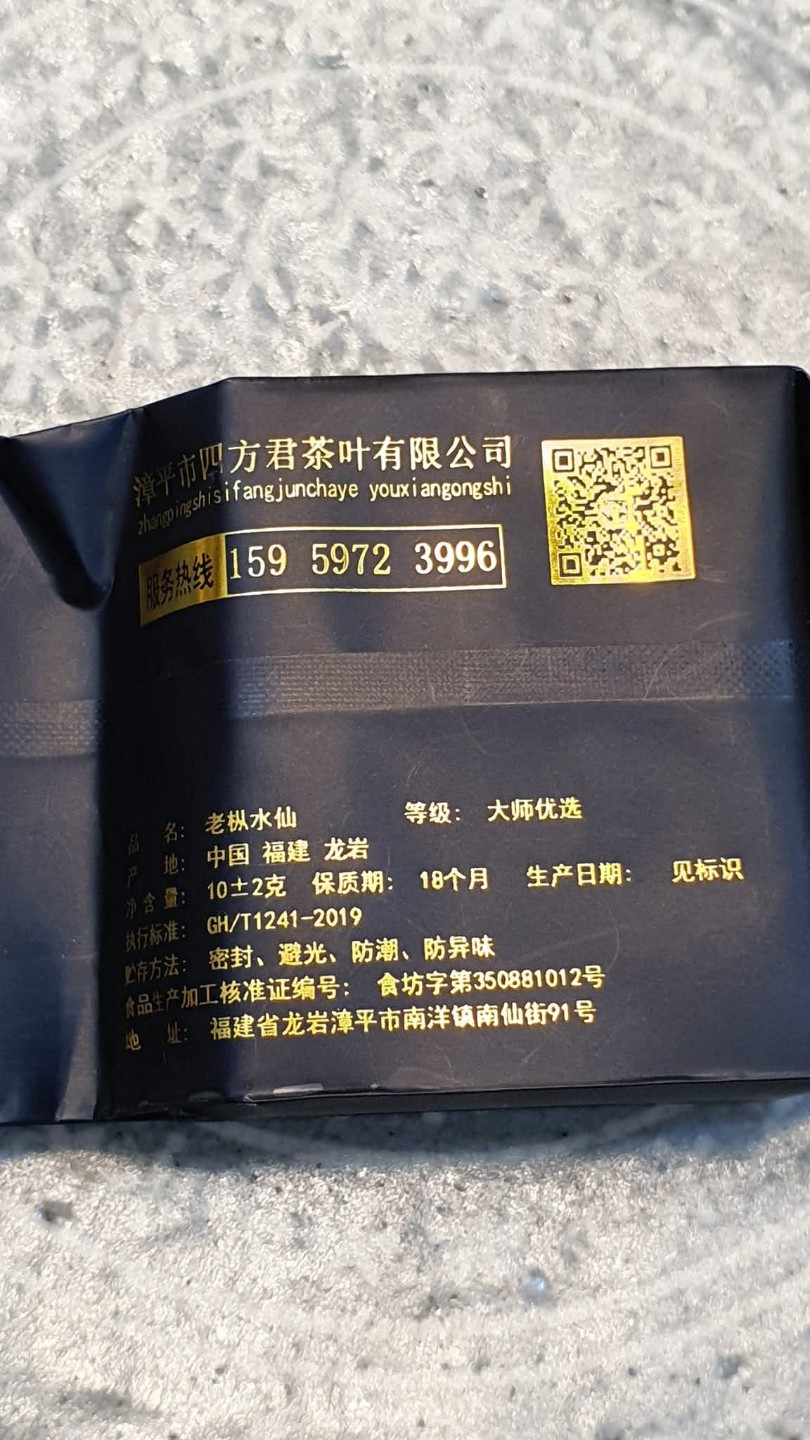 漳平市四方君茶叶有限公司
zhangpingshisifangjunchaye youxiangongshi
服务热线 159 5972 3996
品 名： 老枞水仙 等级： 大师优选
产 地： 中国 福建 龙岩
净 含 量： 10±2克 保质期： 18个月 生产日期： 见标识
执行标准： GH/T1241-2019
贮存方法： 密封、避光、防潮、防异味
食品生产加工核准证编号： 食坊字第350881012号
地 址： 福建省龙岩漳平市南洋镇南仙街91号